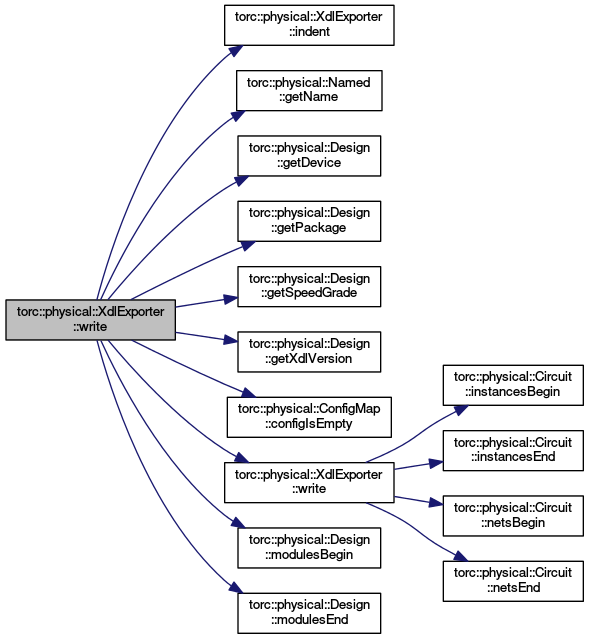 torc::physical::XdlExporter
::indent
torc::physical::Named
::getName
torc::physical::Design
::getDevice
torc::physical::Design
::getPackage
torc::physical::Design
::getSpeedGrade
torc::physical::XdlExporter
::write
torc::physical::Design
::getXdlVersion
torc::physical::ConfigMap
::configIsEmpty
torc::physical::XdlExporter
::write
torc::physical::Design
::modulesBegin
torc::physical::Design
::modulesEnd
torc::physical::Circuit
::instancesBegin
torc::physical::Circuit
::instancesEnd
torc::physical::Circuit
::netsBegin
torc::physical::Circuit
::netsEnd